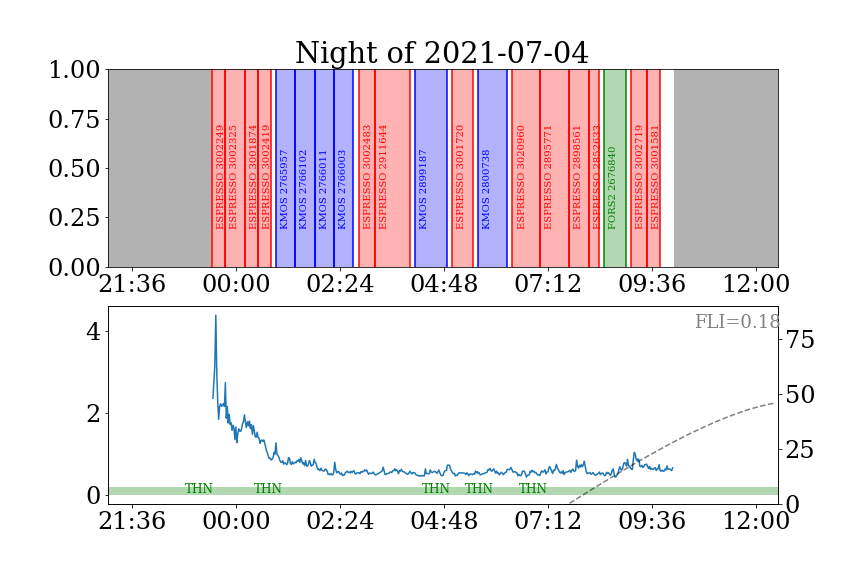 Night of 2021-07-04
1.00
0.75
0.50
0.25
0.00
ESPRESSO 3002249
ESPRESSO 3002325
ESPRESSO 3001874
ESPRESSO 3002419
KMOS 2765957
KMOS 2766102
KMOS 2766011
KMOS 2766003
ESPRESSO 3002483
ESPRESSO 2911644
KMOS 2899187
ESPRESSO 3001720
KMOS 2800738
ESPRESSO 3020960
ESPRESSO 2895771
ESPRESSO 2898561
ESPRESSO 2852633
FORS2 2676840
ESPRESSO 3002719
ESPRESSO 3001581
21:36 00:00 02:24 04:48 07:12 09:36 12:00
FLI=0.18
4
2
0
75
50
25
0
THN THN THN THN THN
21:36 00:00 02:24 04:48 07:12 09:36 12:00